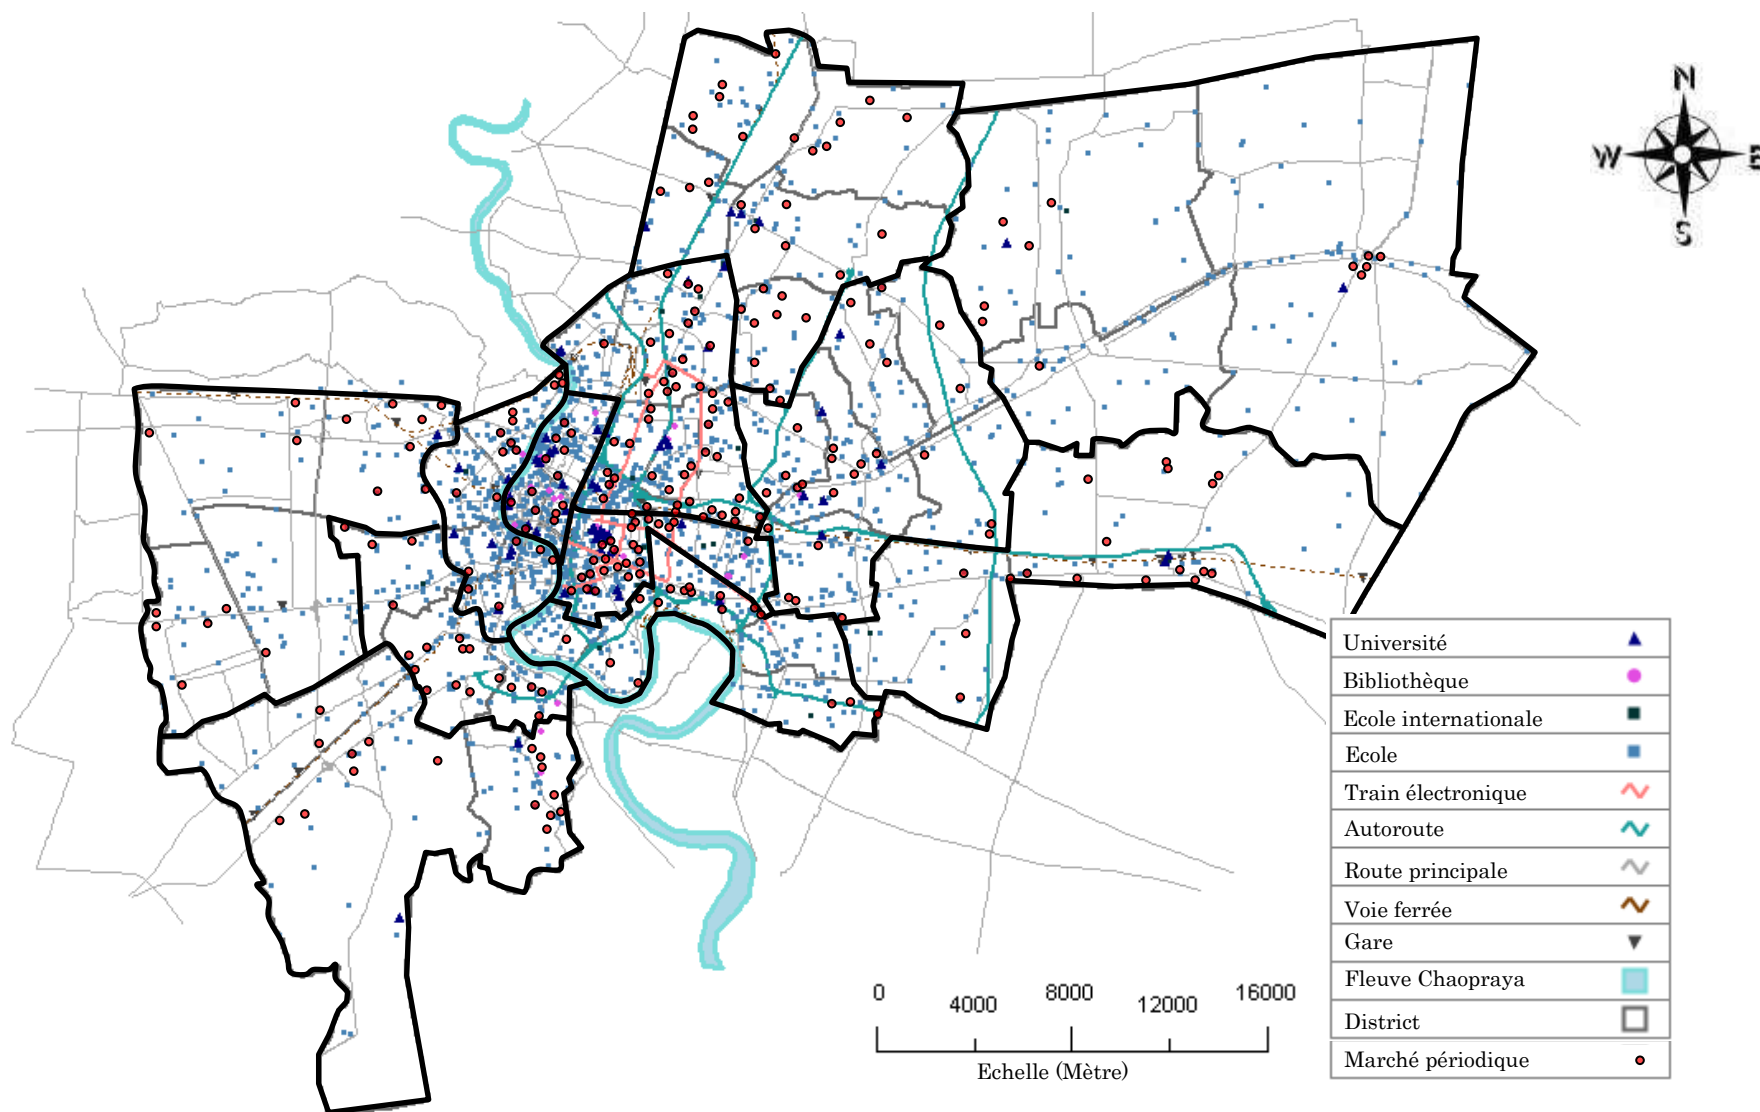 N
W E
S
Université
Bibliothèque
Ecole internationale
Ecole
Train électronique
Autoroute
Route principale
Voie ferrée
Gare
Fleuve Chaopraya
District
Marché périodique
0 4000 8000 12000 16000
Echelle (Mètre)